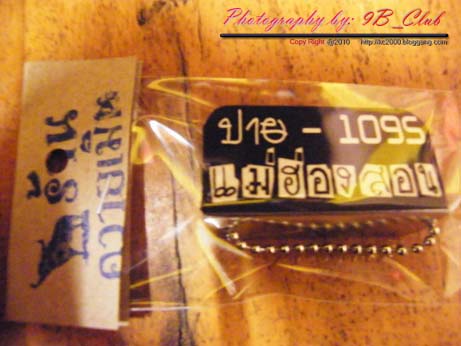 Photography by: 9B_Club
Copy Right @2010 http://kc2000.bloggang.com
ปาย - 1095
แม่ฮ่องสอน